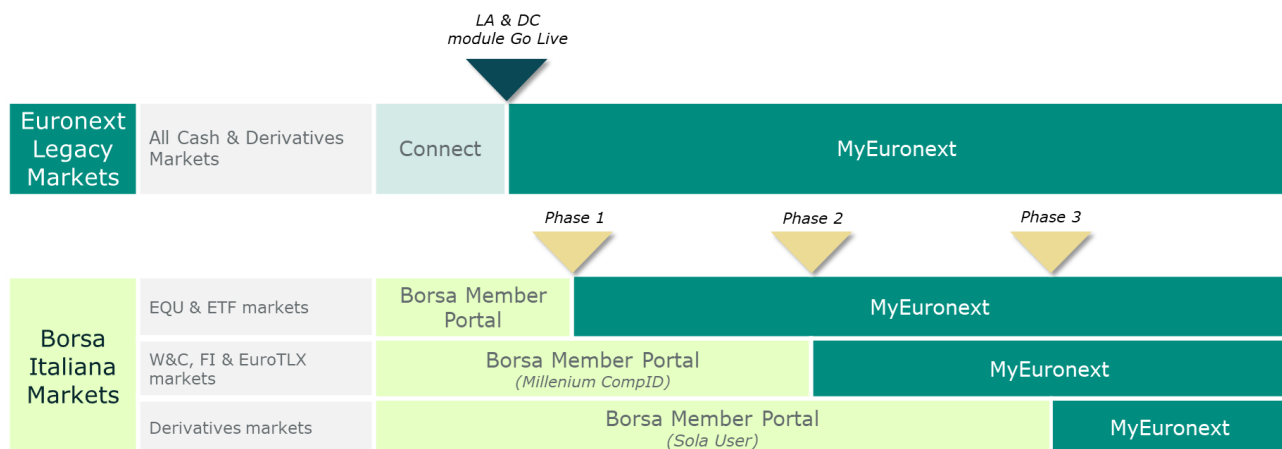 LA & DC
module Go Live
Euronext
Legacy
Markets
All Cash & Derivatives
Markets
Connect
MyEuronext
Phase 1
Phase 2
Phase 3
Borsa
Italiana
Markets
EQU & ETF markets
Borsa Member
Portal
MyEuronext
W&C, FI & EuroTLX
markets
Borsa Member Portal
(Millenium CompID)
MyEuronext
Derivatives markets
Borsa Member Portal
(Sola User)
MyEuronext